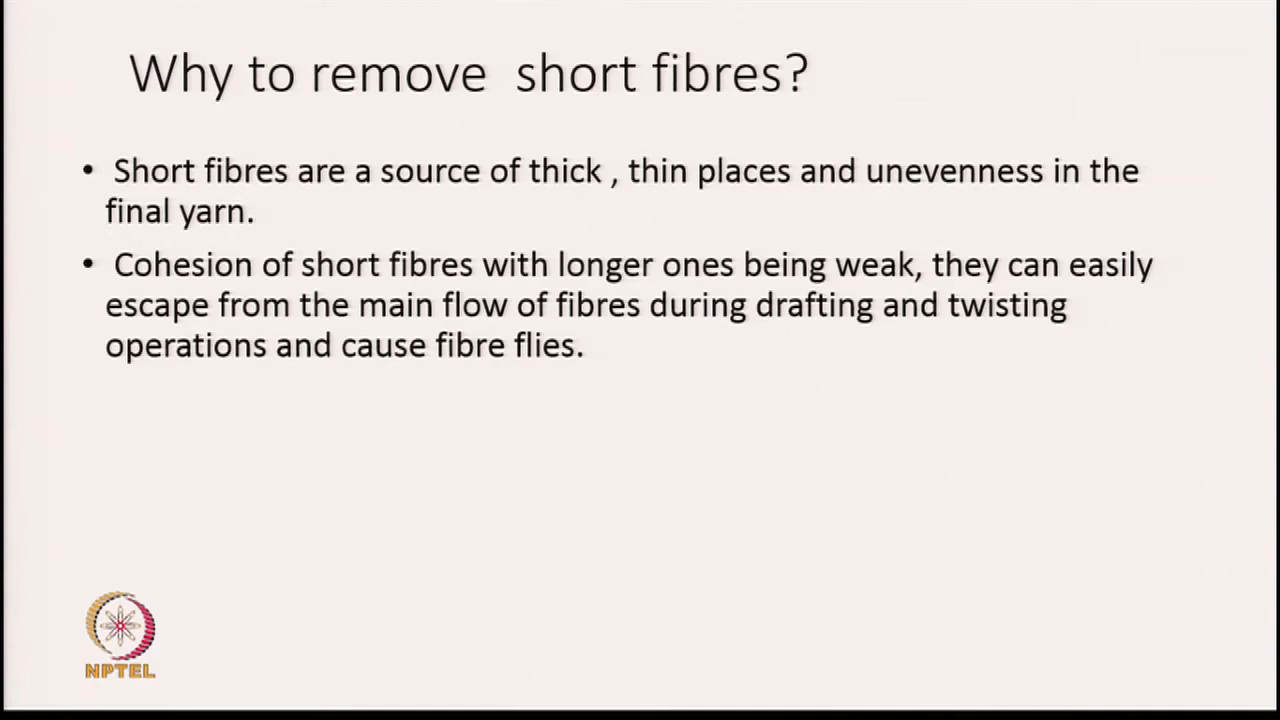 Why to remove short fibres?
• Short fibres are a source of thick , thin places and unevenness in the
final yarn.
• Cohesion of short fibres with longer ones being weak, they can easily
escape from the main flow of fibres during drafting and twisting
operations and cause fibre flies.
NPTEL